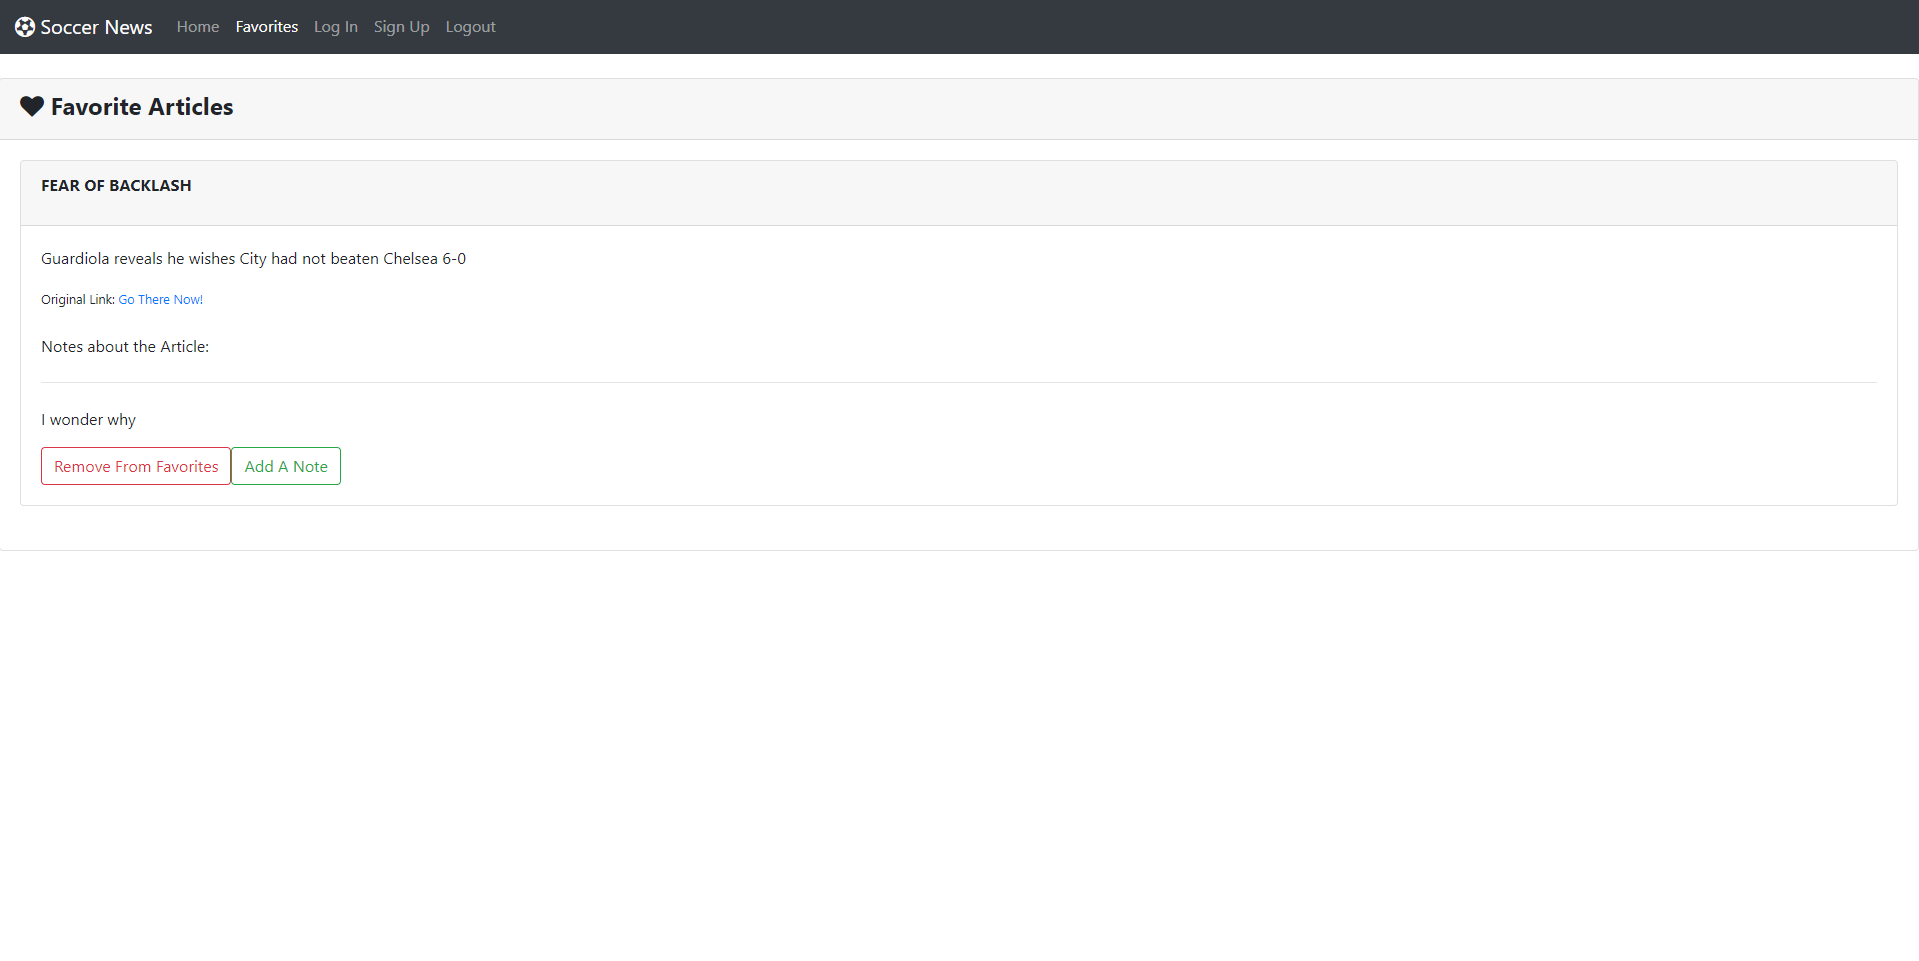 Soccer News Home Favorites Log In Sign Up Logout
Favorite Articles
FEAR OF BACKLASH
Guardiola reveals he wishes City had not beaten Chelsea 6-0
Original Link: Go There Now!
Notes about the Article:
I wonder why
Remove From Favorites Add A Note